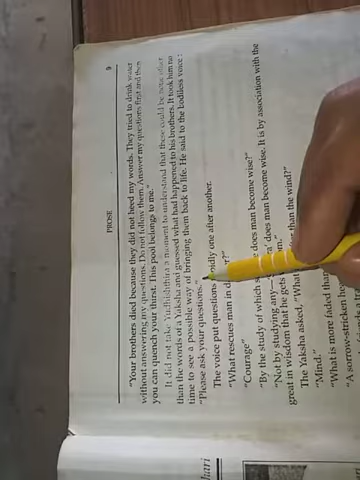 PROSE 9
"Your brothers died because they did not heed my words. They tried to drink water
without answering my questions. Do not follow them. Answer my questions first and then
you can quench your thirst. This pool belongs to me."
It did not take Yudhishthira a moment to understand that these could be none other
than the words of a Yaksha and guessed what had happened to his brothers. It took him no
time to see a possible way of bringing them back to life. He said to the bodiless voice:
"Please ask your questions."
The voice put questions rapidly one after another.
"What rescues man in
"Courage"
"By the study of which does man become wise?"
"Not by studying any does man become wise. It is by association with the
great in wisdom that he gets
The Yaksha asked, "What than the wind?"
"Mind."
"What is more faded than
"A sorrow-stricken